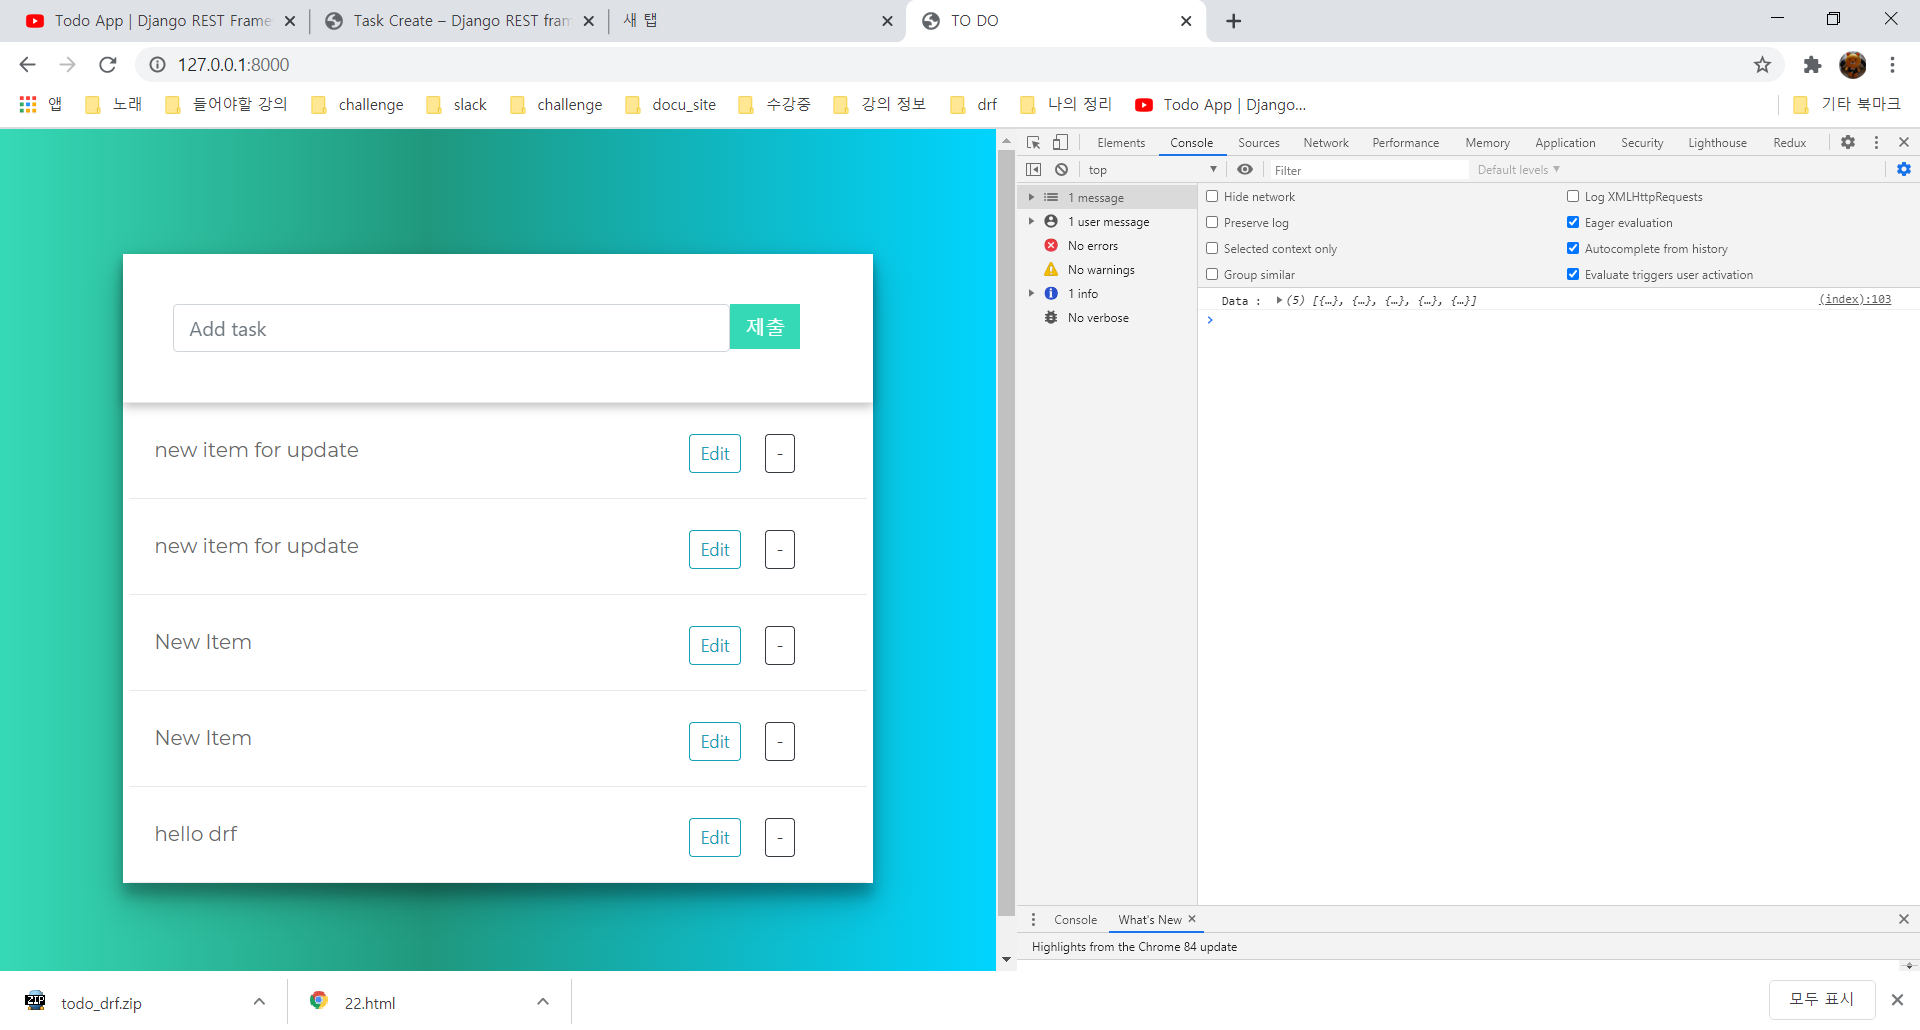 Todo App | Django REST Frame
Task Create – Django REST fram
새 탭
TO DO
127.0.0.1:8000
앱
노래
들어야할 강의
challenge
slack
challenge
docu_site
수강중
강의 정보
drf
나의 정리
Todo App | Django...
기타 북마크
Add task
제출
new item for update
Edit
-
new item for update
Edit
-
New Item
Edit
-
New Item
Edit
-
hello drf
Edit
-
Elements Console Sources Network Performance Memory Application Security Lighthouse Redux
top
Filter
Default levels
1 message
1 user message
No errors
No warnings
1 info
No verbose
Hide network
Log XMLHttpRequests
Preserve log
Eager evaluation
Selected context only
Autocomplete from history
Group similar
Evaluate triggers user activation
Data : (5) [{…}, {…}, {…}, {…}, {…}]
(index):103
Console
What's New
Highlights from the Chrome 84 update
ZIP
todo_drf.zip
22.html
모두 표시